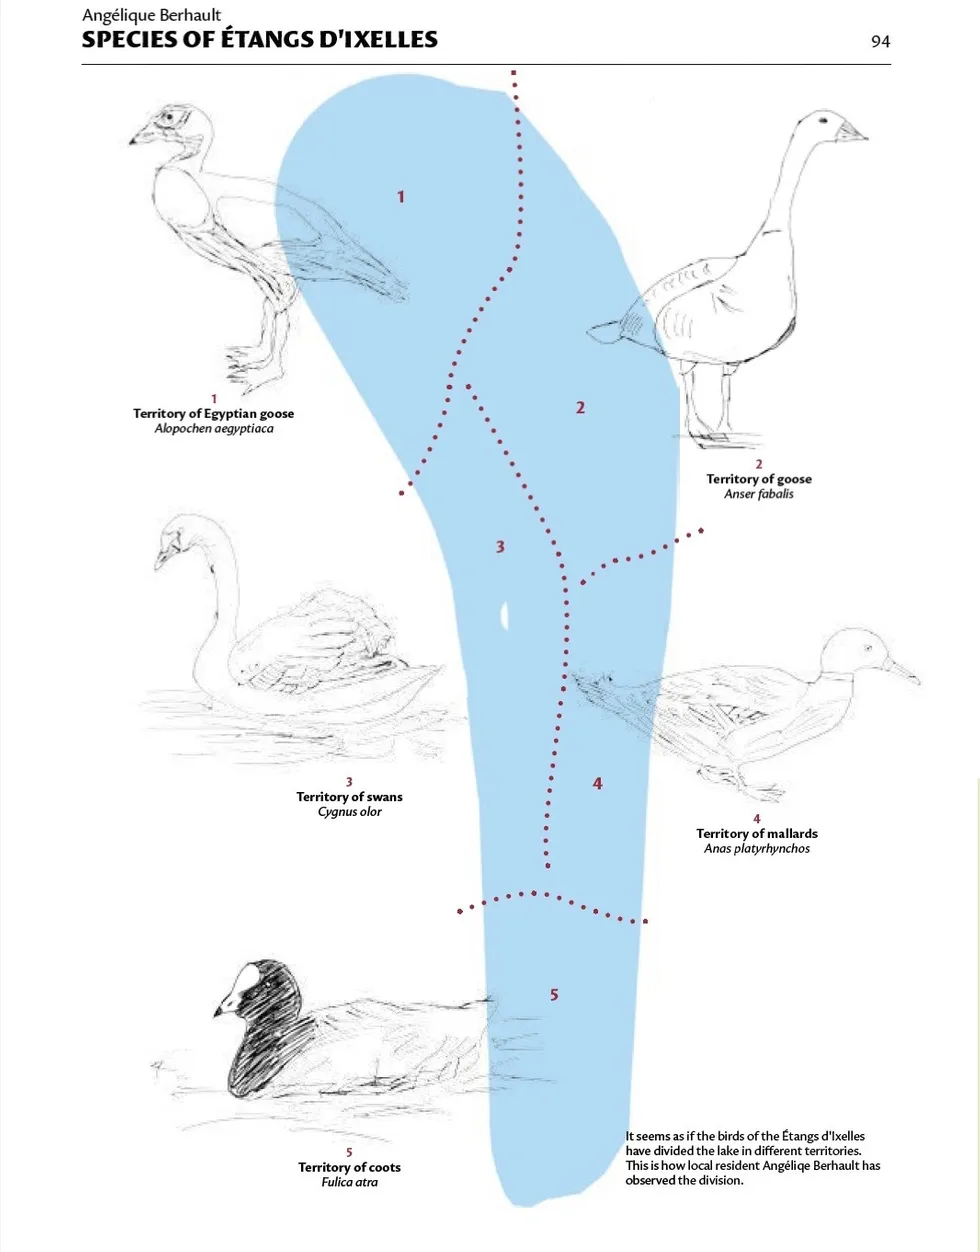 Angélique Berhault
SPECIES OF ÉTANGS D'IXELLES
94
1
2
3
4
5
1
Territory of Egyptian goose
Alopochen aegyptiaca
2
Territory of goose
Anser fabalis
3
Territory of swans
Cygnus olor
4
Territory of mallards
Anas platyrhynchos
5
Territory of coots
Fulica atra
It seems as if the birds of the Étangs d'Ixelles
have divided the lake in different territories.
This is how local resident Angéliqe Berhault has
observed the division.